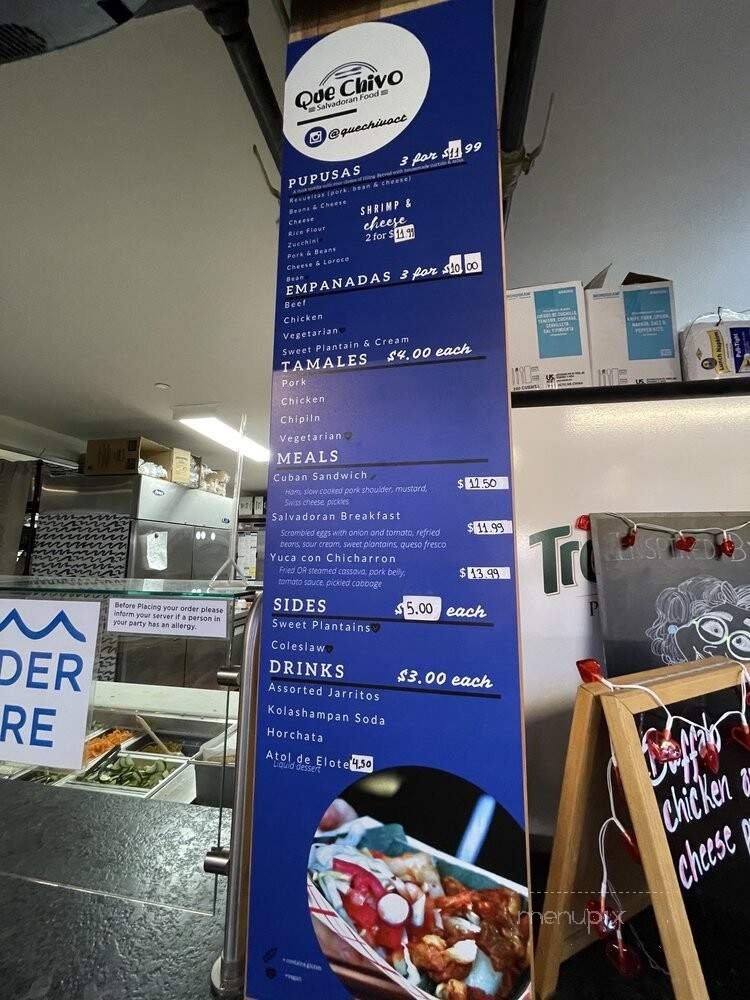 Que Chivo
Salvadoran Food
@quechivoct
PUPUSAS 3 for $11.99
Recueltas (pork, bean & cheese)
Beans & Cheese
Cheese
Rice Flour
Zucchini
Pork & Beans
Cheese & Loroco
Bean
SHRIMP &
cheese
2 for $11.99
EMPANADAS 3 for $10.00
Beef
Chicken
Vegetarian
Sweet Plantain & Cream
TAMALES $4.00 each
Pork
Chicken
Chipiln
Vegetarian
MEALS
Cuban Sandwich $12.50
Ham, slow cooked pork shoulder, mustard,
Swiss cheese, pickles
Salvadoran Breakfast $11.99
Scrambled eggs with onion and tomato, refried
beans, sour cream, sweet plantains, queso fresco
Yuca con Chicharron $13.99
Fried OR steamed cassava, pork belly,
tomato sauce, pickled cabbage
SIDES $5.00 each
Sweet Plantains
Coleslaw
DRINKS $3.00 each
Assorted Jarritos
Kolashampan Soda
Horchata
Atol de Elote 4.50
Liquid dessert
= contains gluten
= vegan
Before Placing your order please
inform your server if a person in
your party has an allergy.
DER
RE
Tr
Buffalo
chicken
cheese
menupix